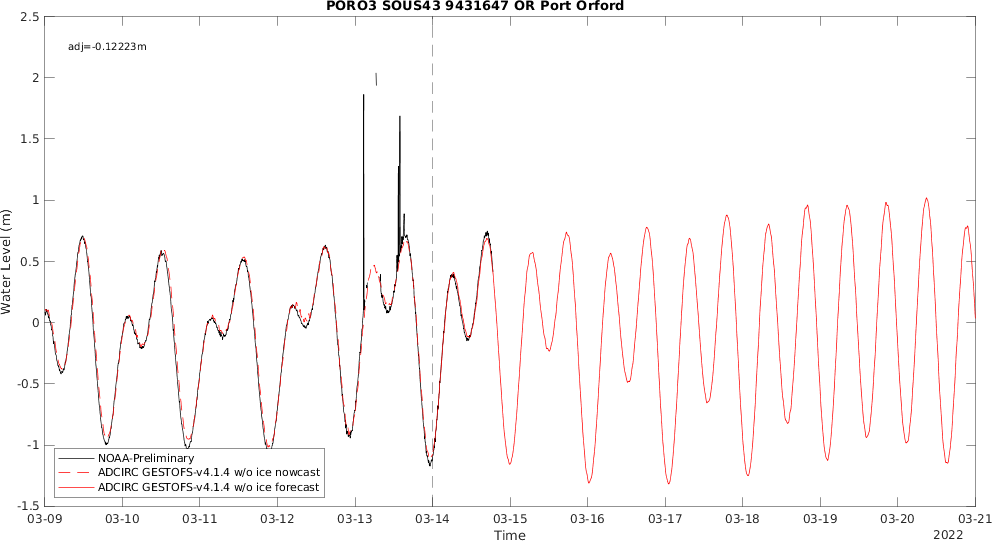 PORO3 SOUS43 9431647 OR Port Orford
adj=-0.12223m
2.5
2
1.5
1
0.5
0
-0.5
-1
-1.5
Water Level (m)
NOAA-Preliminary
ADCIRC GESTOFS-v4.1.4 w/o ice nowcast
ADCIRC GESTOFS-v4.1.4 w/o ice forecast
03-09 03-10 03-11 03-12 03-13 03-14 03-15 03-16 03-17 03-18 03-19 03-20 03-21
Time
2022